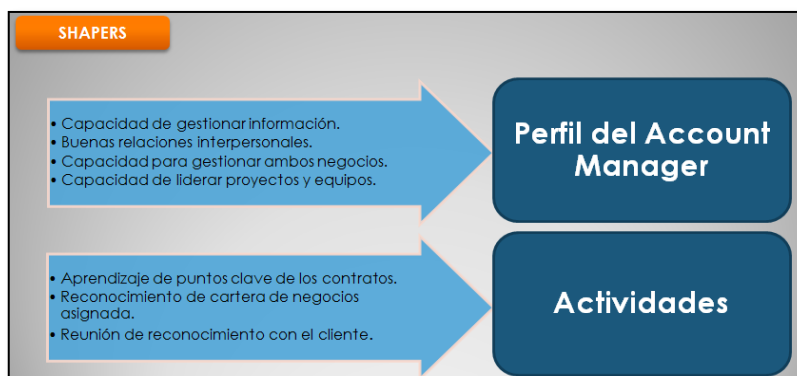 SHAPERS
• Capacidad de gestionar información.
• Buenas relaciones interpersonales.
• Capacidad para gestionar ambos negocios.
• Capacidad de liderar proyectos y equipos.
Perfil del Account
Manager
• Aprendizaje de puntos clave de los contratos.
• Reconocimiento de cartera de negocios
asignada.
• Reunión de reconocimiento con el cliente.
Actividades